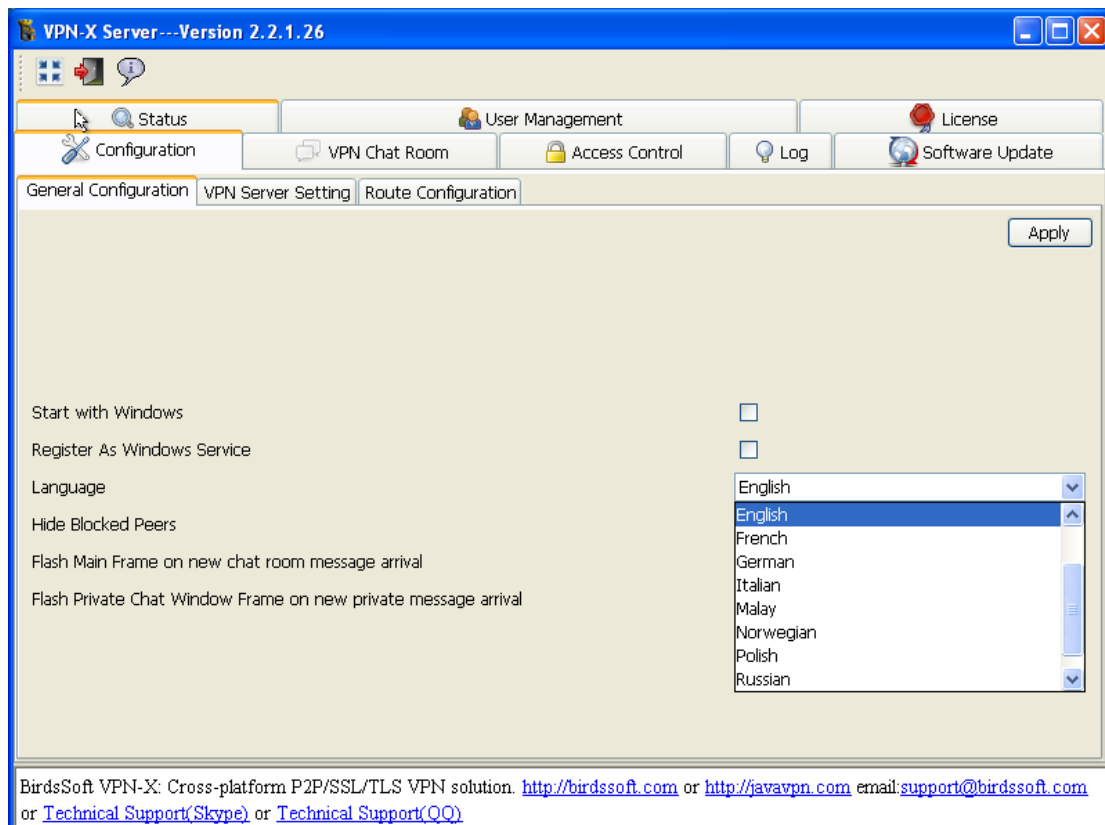 VPN-X Server---Version 2.2.1.26
Status
User Management
License
Configuration
VPN Chat Room
Access Control
Log
Software Update
General Configuration
VPN Server Setting
Route Configuration
Apply
Start with Windows
Register As Windows Service
Language
English
Hide Blocked Peers
Flash Main Frame on new chat room message arrival
Flash Private Chat Window Frame on new private message arrival
English
French
German
Italian
Malay
Norwegian
Polish
Russian
BirdsSoft VPN-X: Cross-platform P2P/SSL/TLS VPN solution. http://birdssoft.com or http://javavpn.com email:support@birdssoft.com
or Technical Support(Skype) or Technical Support(QQ)